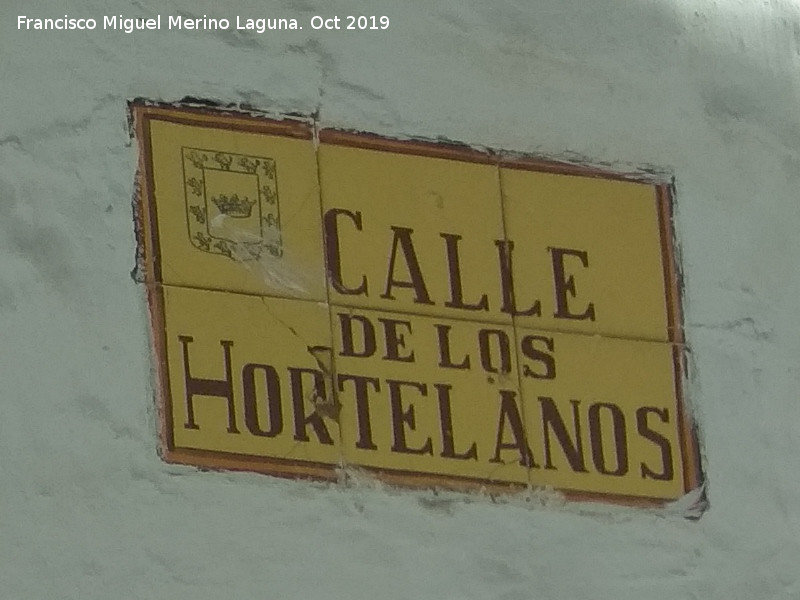 Francisco Miguel Merino Laguna. Oct 2019
CALLE
DE LOS
HORTELANOS